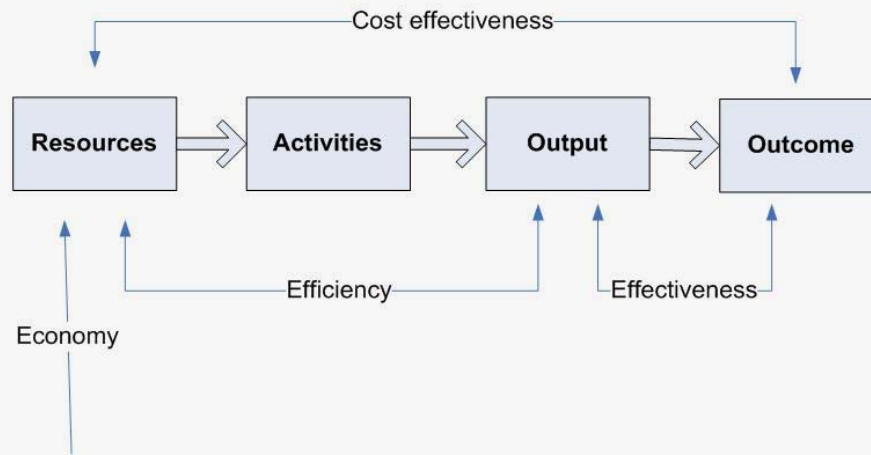 Cost effectiveness
Resources
Activities
Output
Outcome
Efficiency
Effectiveness
Economy